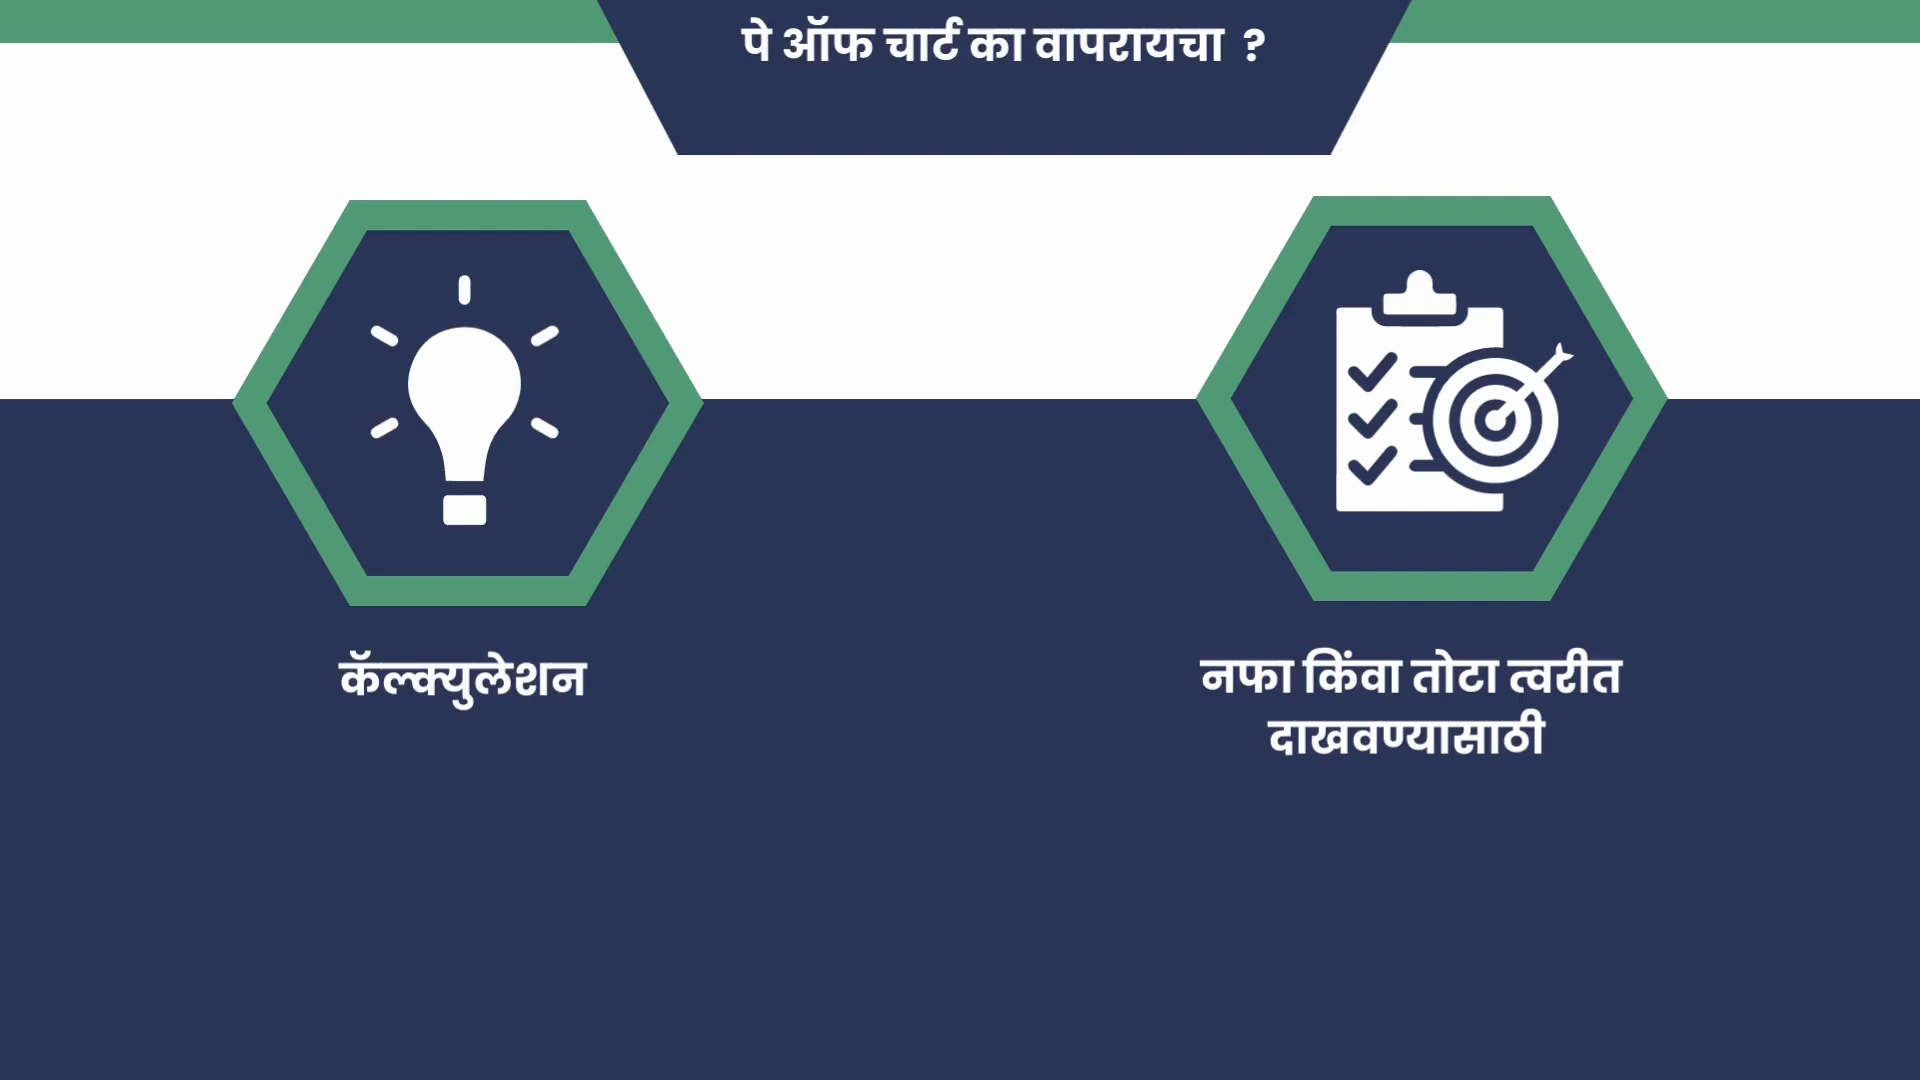 पे ऑफ चार्ट का वापरायचा ?
कॅल्क्युलेशन
नफा किंवा तोटा त्वरीत
दाखवण्यासाठी